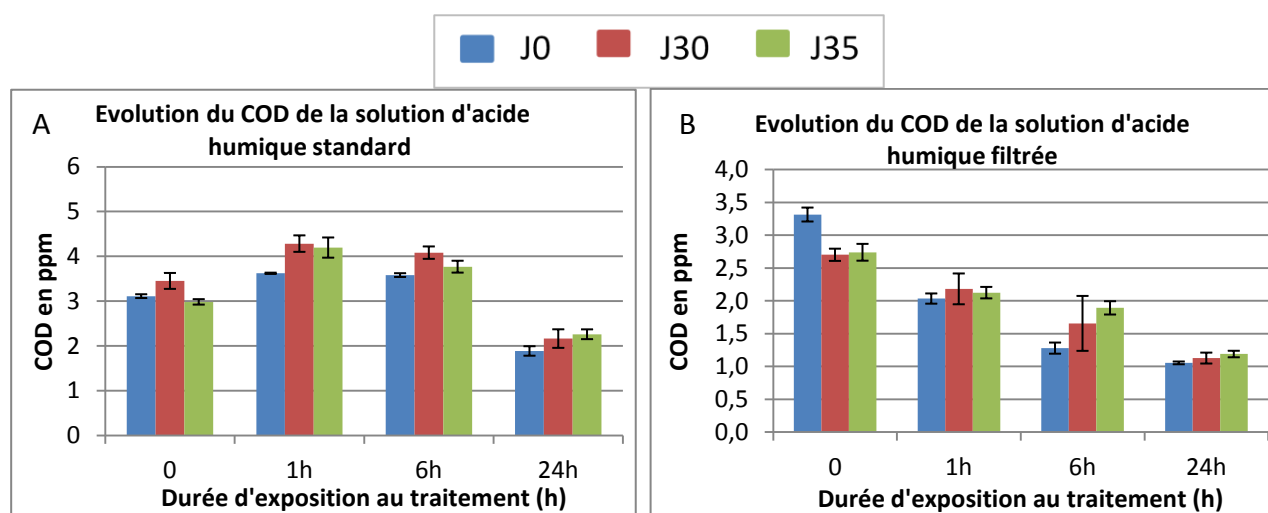 J0 J30 J35
A
Evolution du COD de la solution d'acide
humique standard
COD en ppm
6
5
4
3
2
1
0
0 1h 6h 24h
Durée d'exposition au traitement (h)
B
Evolution du COD de la solution d'acide
humique filtrée
COD en ppm
4,0
3,5
3,0
2,5
2,0
1,5
1,0
0,5
0,0
0 1h 6h 24h
Durée d'exposition au traitement (h)